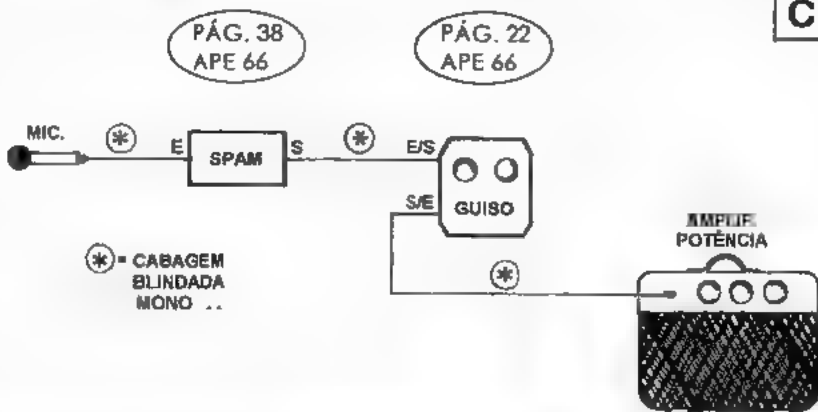 PÁG. 38
APE 66
PÁG. 22
APE 66
C
MIC.
*
E
SPAM
S
*
E/S
S/E
GUISO
* = CABAGEM
BLINDADA
MONO ..
*
AMPLIF.
POTÊNCIA